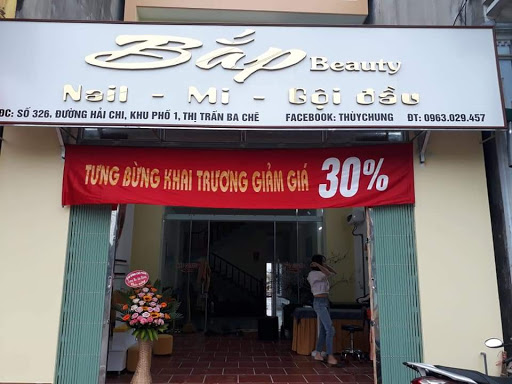 Bắp Beauty
Nail - Mi - Gội đầu
ĐC: SỐ 326, ĐƯỜNG HẢI CHI, KHU PHỐ 1, THỊ TRẤN BA CHẼ FACEBOOK: THÙYCHUNG ĐT: 0963.029.457
TƯNG BỪNG KHAI TRƯƠNG GIẢM GIÁ 30%